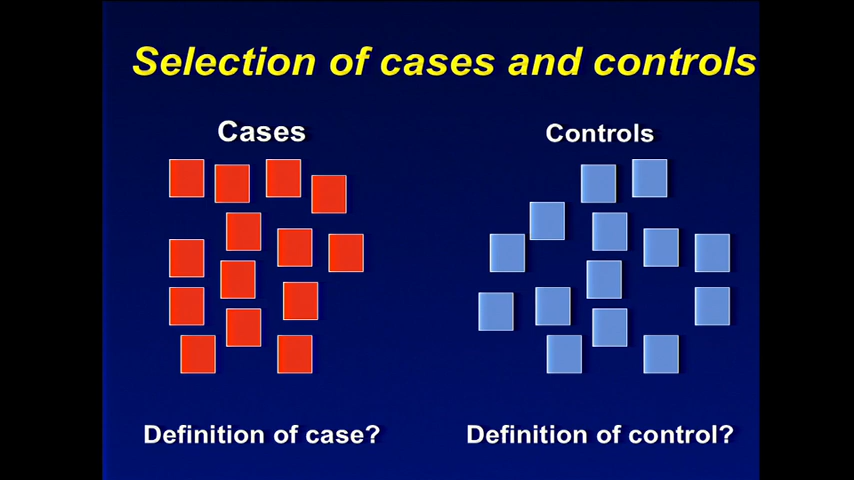 Selection of cases and controls
Cases
Controls
Definition of case?
Definition of control?